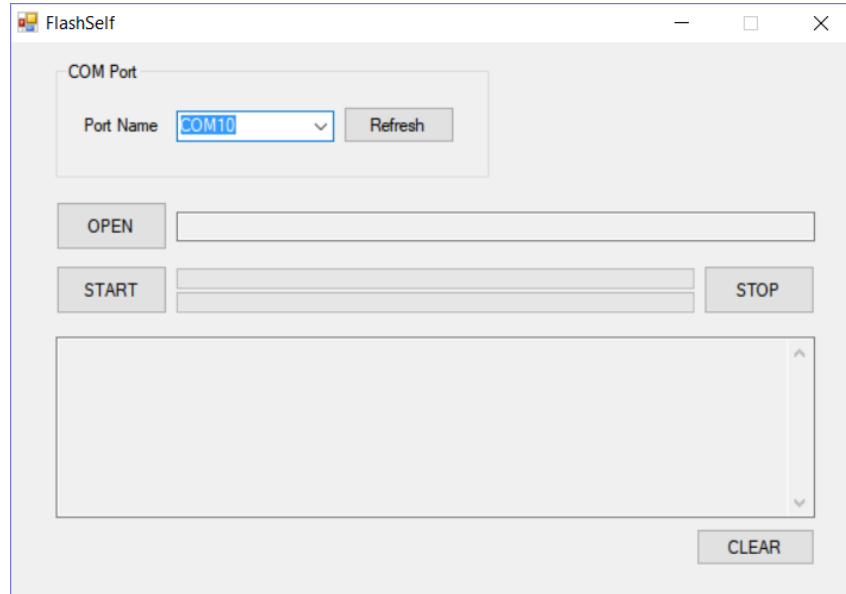 FlashSelf
COM Port
Port Name COM10 Refresh
OPEN
START STOP
CLEAR